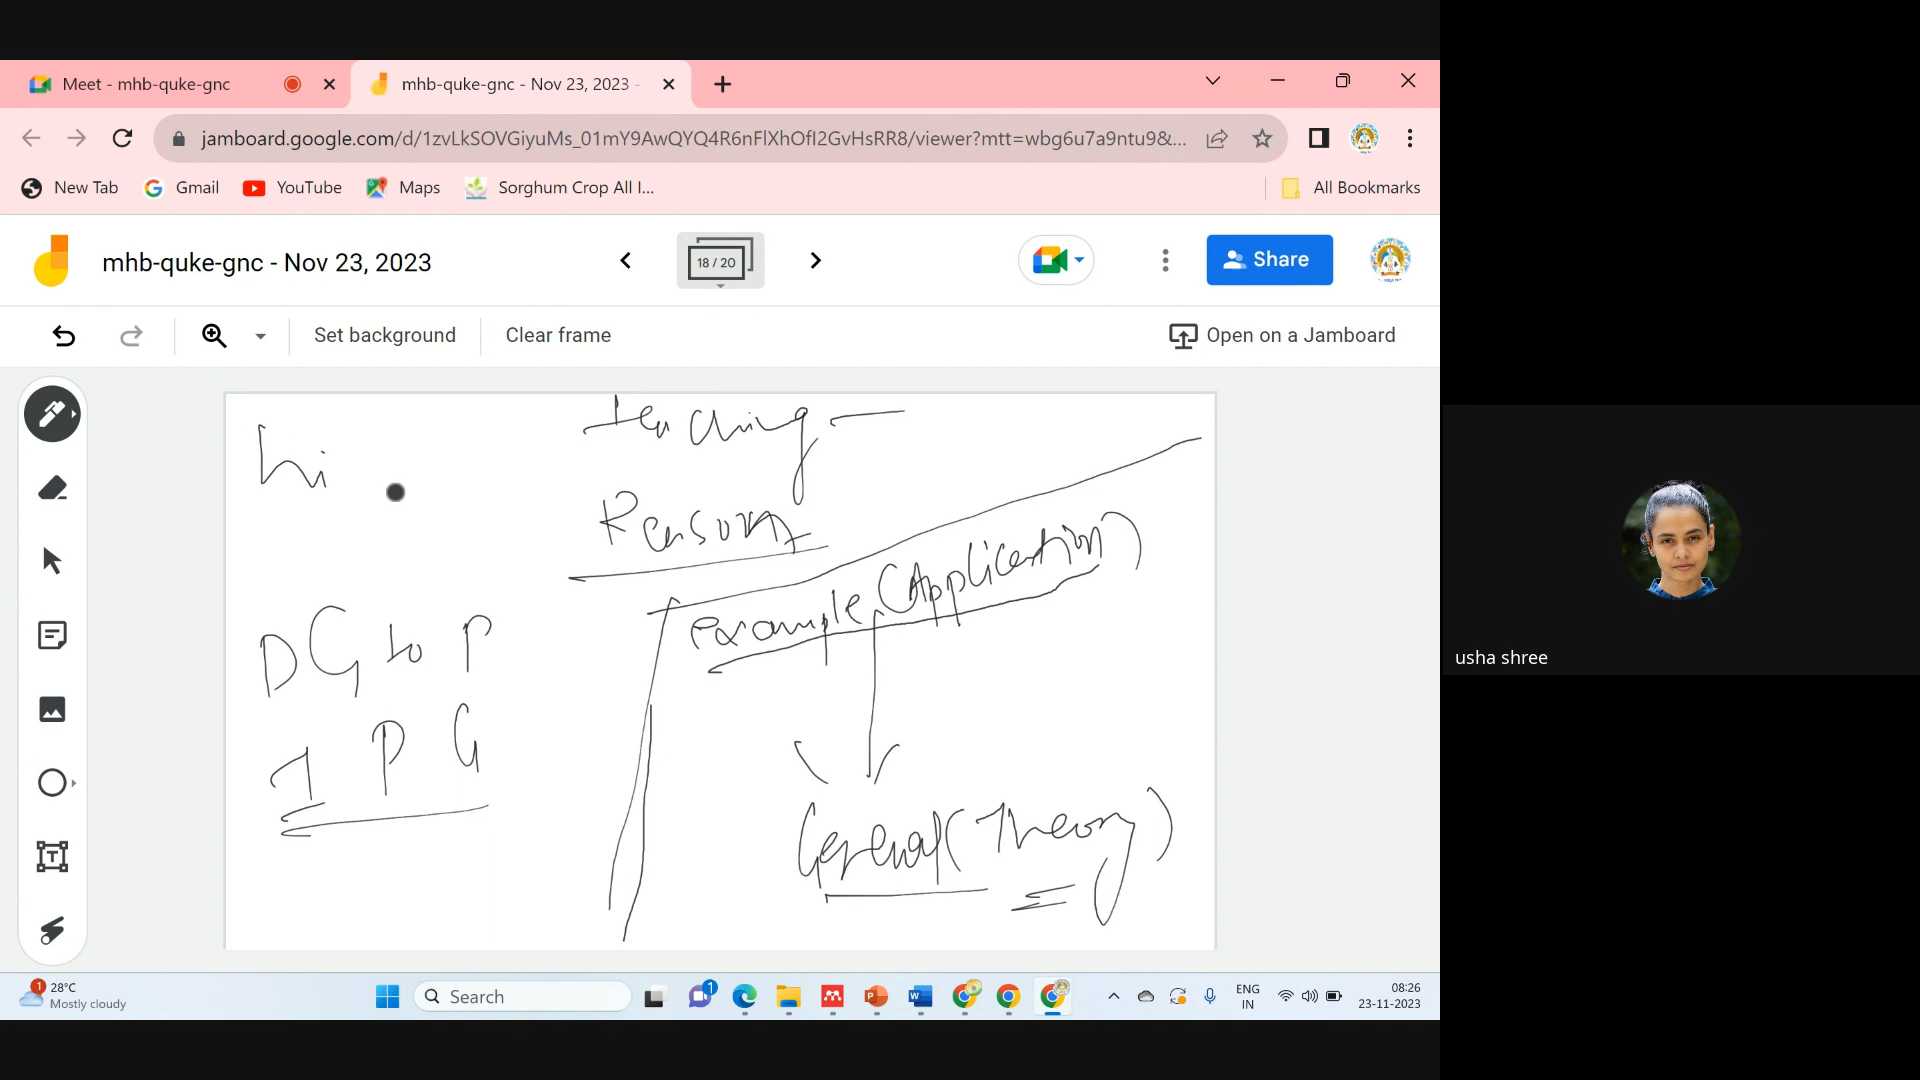 Meet - mhb-quke-gnc
mhb-quke-gnc - Nov 23, 2023 -
jamboard.google.com/d/1zvLkSOVGiyuMs_01mY9AwQYQ4R6nFlXhOfI2GvHsRR8/viewer?mtt=wbg6u7a9ntu9&...
New Tab Gmail YouTube Maps Sorghum Crop All I... All Bookmarks
mhb-quke-gnc - Nov 23, 2023
18 / 20
Share
Set background Clear frame Open on a Jamboard
hi
Teaching -
Reason
Example (Application)
DG to P
I P G
General (Theory)
usha shree
1 28°C
Mostly cloudy
Search
1
ENG
IN
08:26
23-11-2023